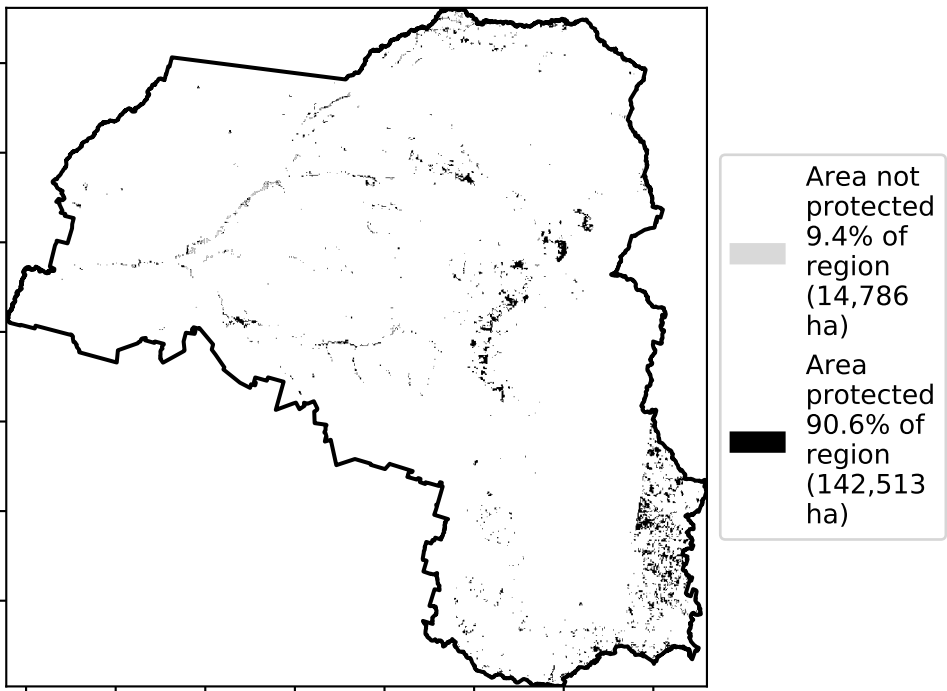 Area not
protected
9.4% of
region
(14,786
ha)
Area
protected
90.6% of
region
(142,513
ha)